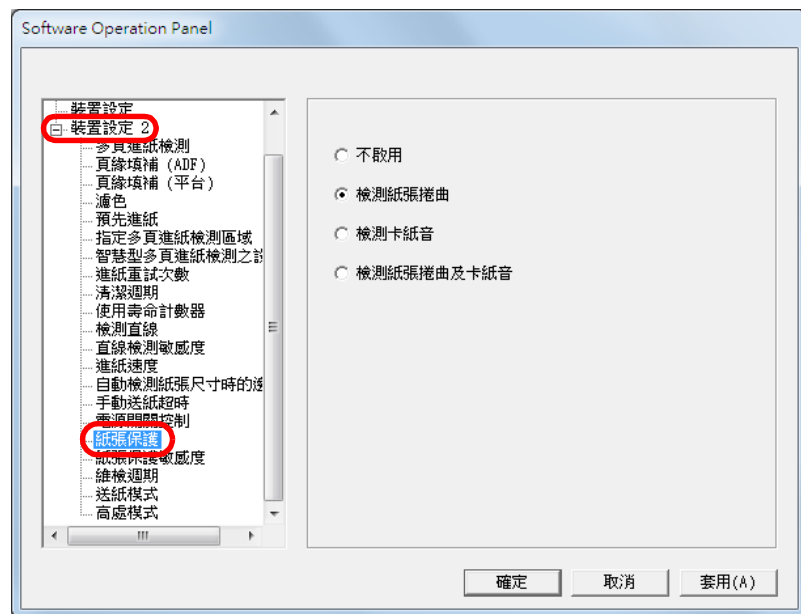 Software Operation Panel
裝置設定
裝置設定 2
多頁進紙檢測
頁緣填補 (ADF)
頁緣填補 (平台)
濾色
預先進紙
指定多頁進紙檢測區域
智慧型多頁進紙檢測之
進紙重試次數
清潔週期
使用壽命計數器
檢測直線
直線檢測敏感度
進紙速度
自動檢測紙張尺寸時的
手動送紙超時
電源開關控制
紙張保護
紙張保護敏感度
維檢週期
送紙模式
高處模式
不啟用
檢測紙張捲曲
檢測卡紙音
檢測紙張捲曲及卡紙音
確定
取消
套用(A)